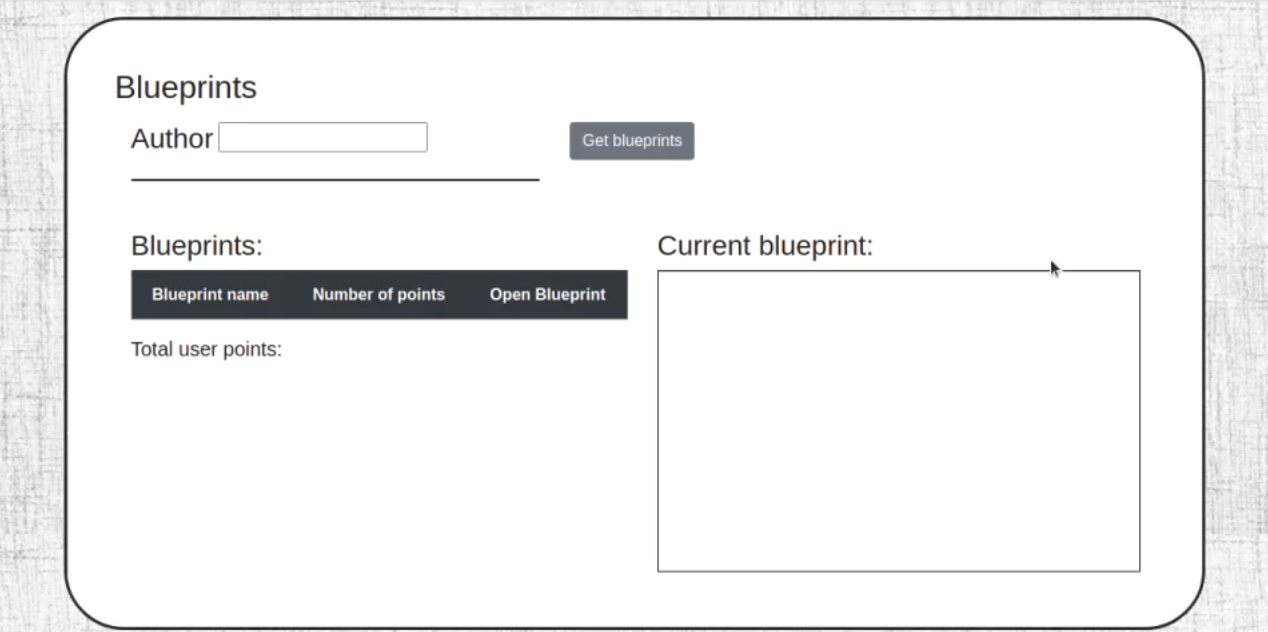 Blueprints
Author
Get blueprints
Blueprints:
Blueprint name Number of points Open Blueprint
Total user points:
Current blueprint: